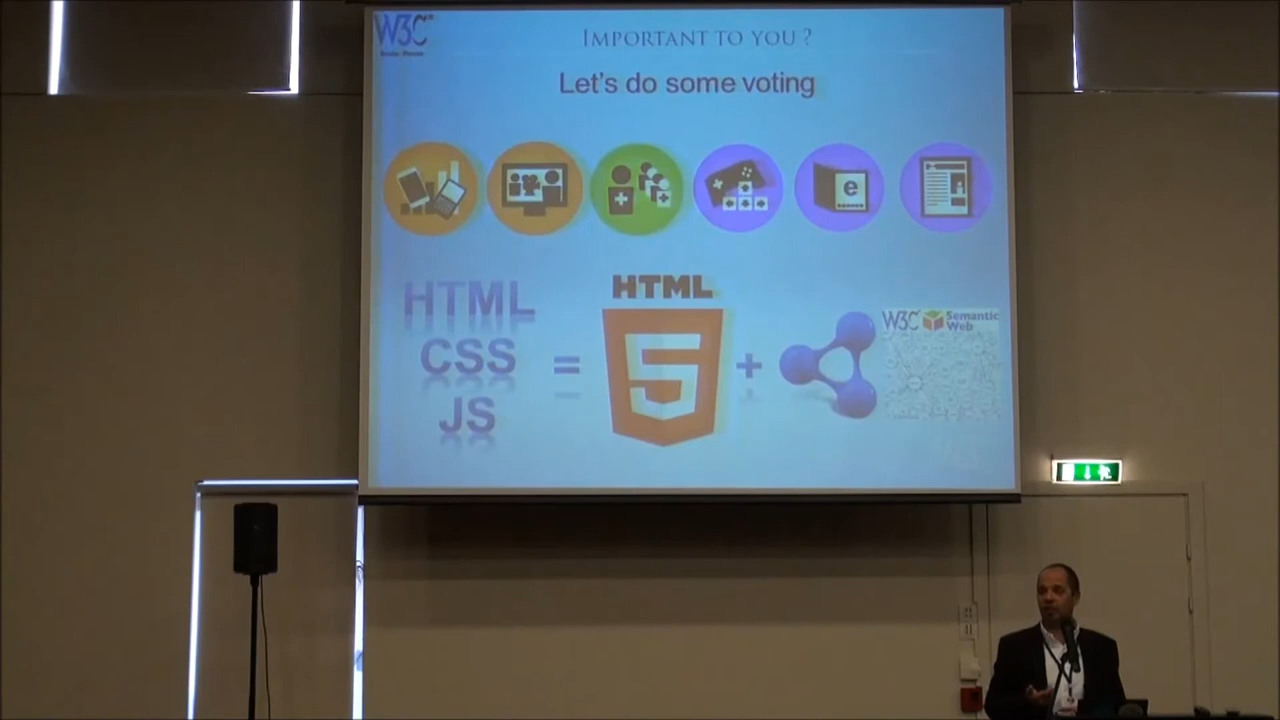 W3C
IMPORTANT TO YOU ?
Let's do some voting
e
HTML
CSS
JS
=
HTML
5
+
W3C Semantic
Web